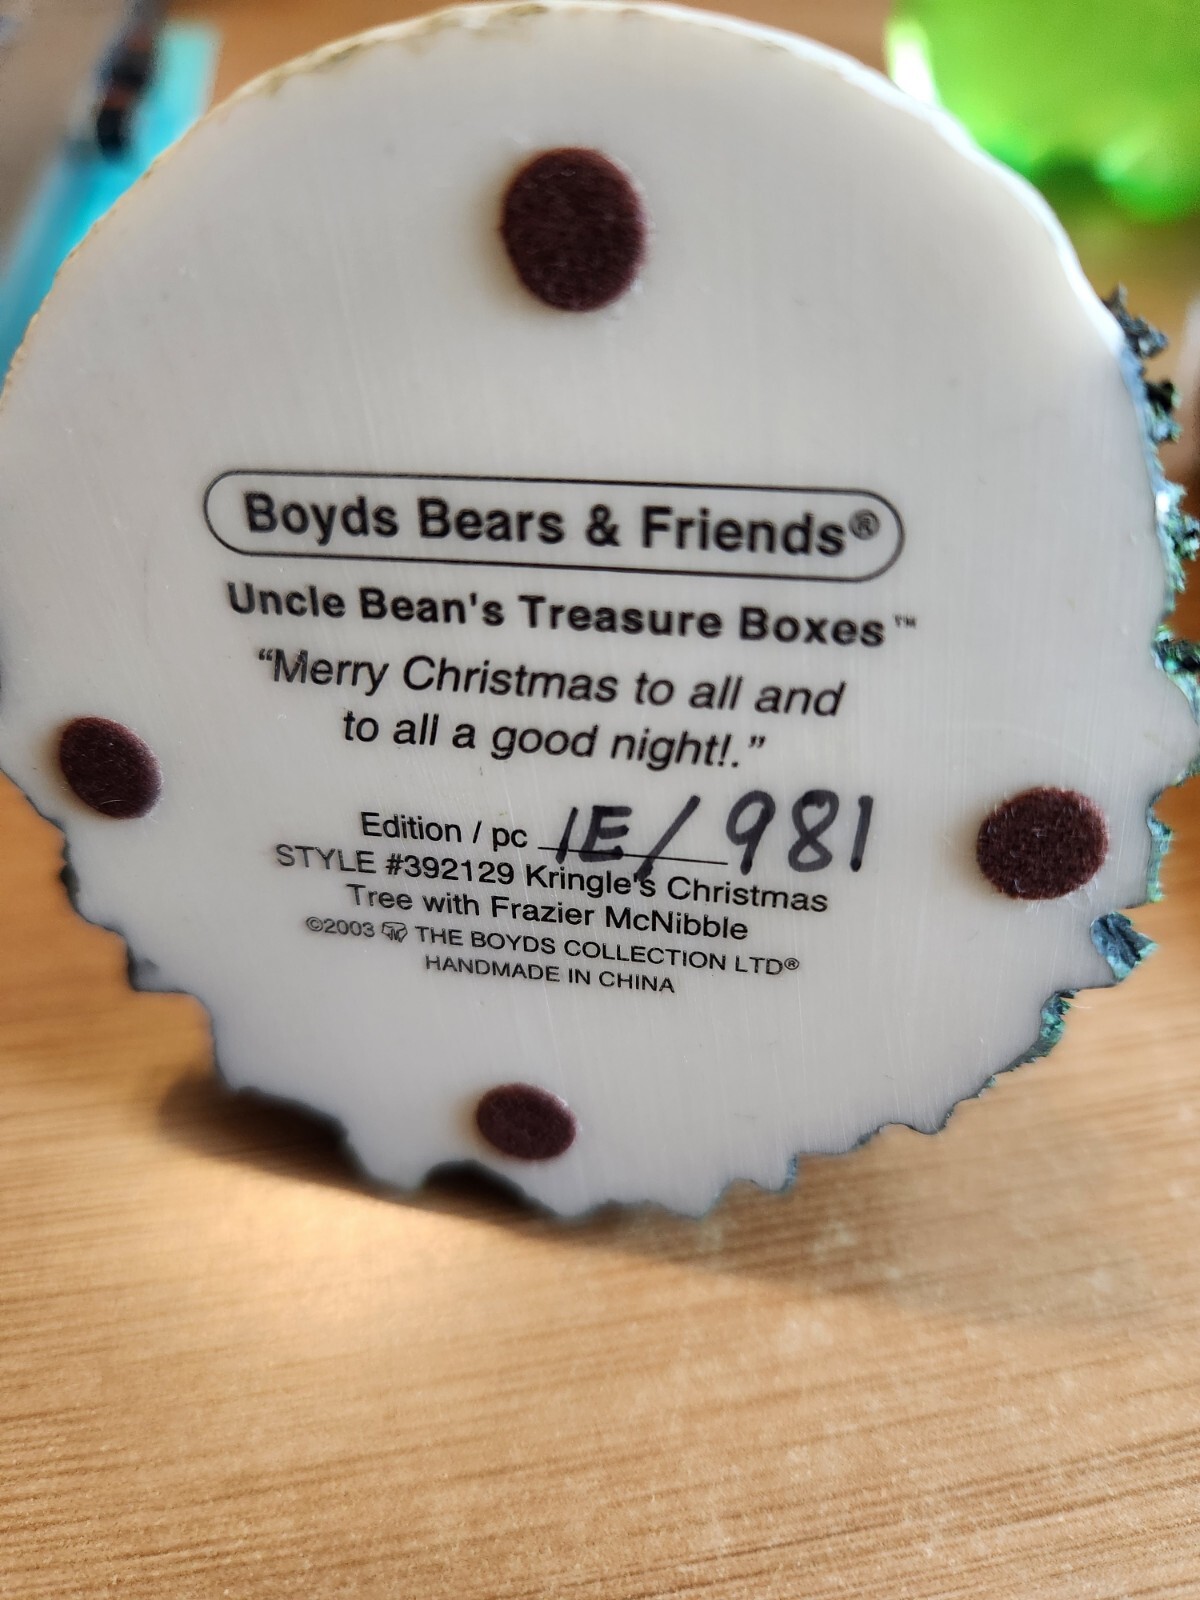 Boyds Bears & Friends®
Uncle Bean's Treasure Boxes™
“Merry Christmas to all and
to all a good night!.”
Edition / pc 1E/981
STYLE #392129 Kringle's Christmas
Tree with Frazier McNibble
©2003 THE BOYDS COLLECTION LTD®
HANDMADE IN CHINA